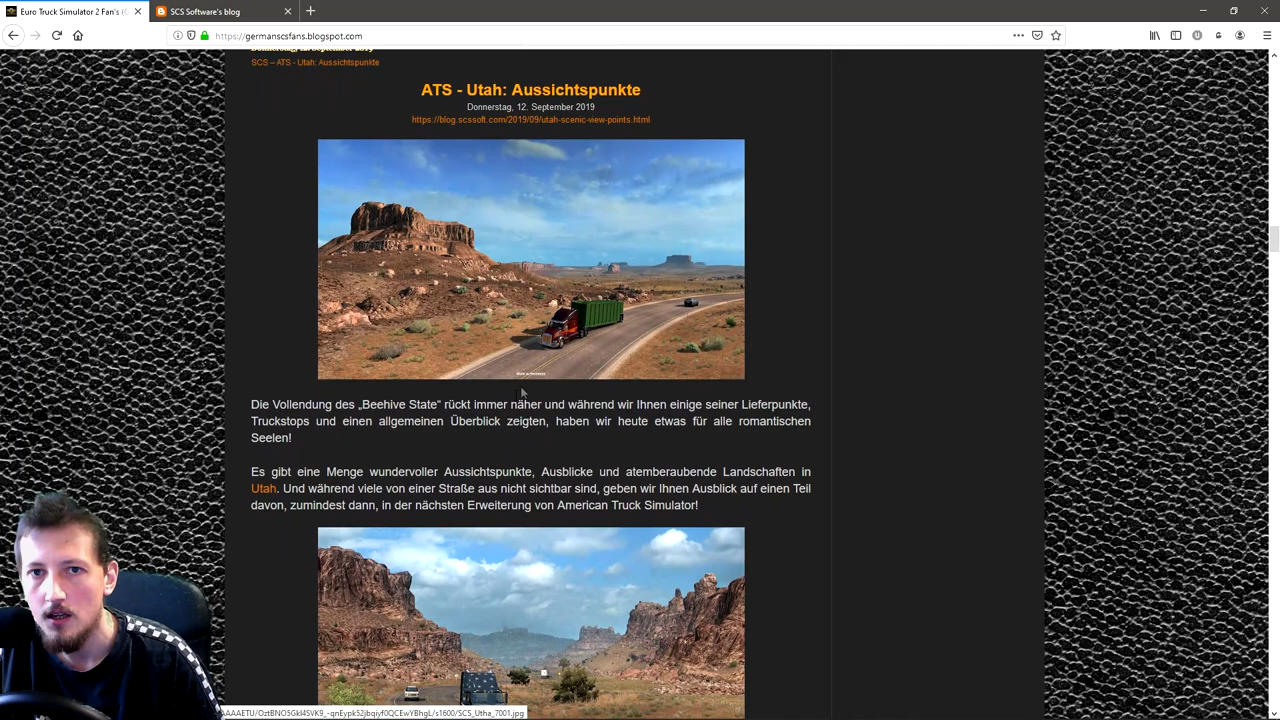 Euro Truck Simulator 2 Fan's (G
SCS Software's blog
https://germanscsfans.blogspot.com
SCS – ATS - Utah: Aussichtspunkte
ATS - Utah: Aussichtspunkte
Donnerstag, 12. September 2019
https://blog.scssoft.com/2019/09/utah-scenic-view-points.html
Die Vollendung des „Beehive State“ rückt immer näher und während wir Ihnen einige seiner Lieferpunkte,
Truckstops und einen allgemeinen Überblick zeigten, haben wir heute etwas für alle romantischen
Seelen!
Es gibt eine Menge wundervoller Aussichtspunkte, Ausblicke und atemberaubende Landschaften in
Utah. Und während viele von einer Straße aus nicht sichtbar sind, geben wir Ihnen Ausblick auf einen Teil
davon, zumindest dann, in der nächsten Erweiterung von American Truck Simulator!